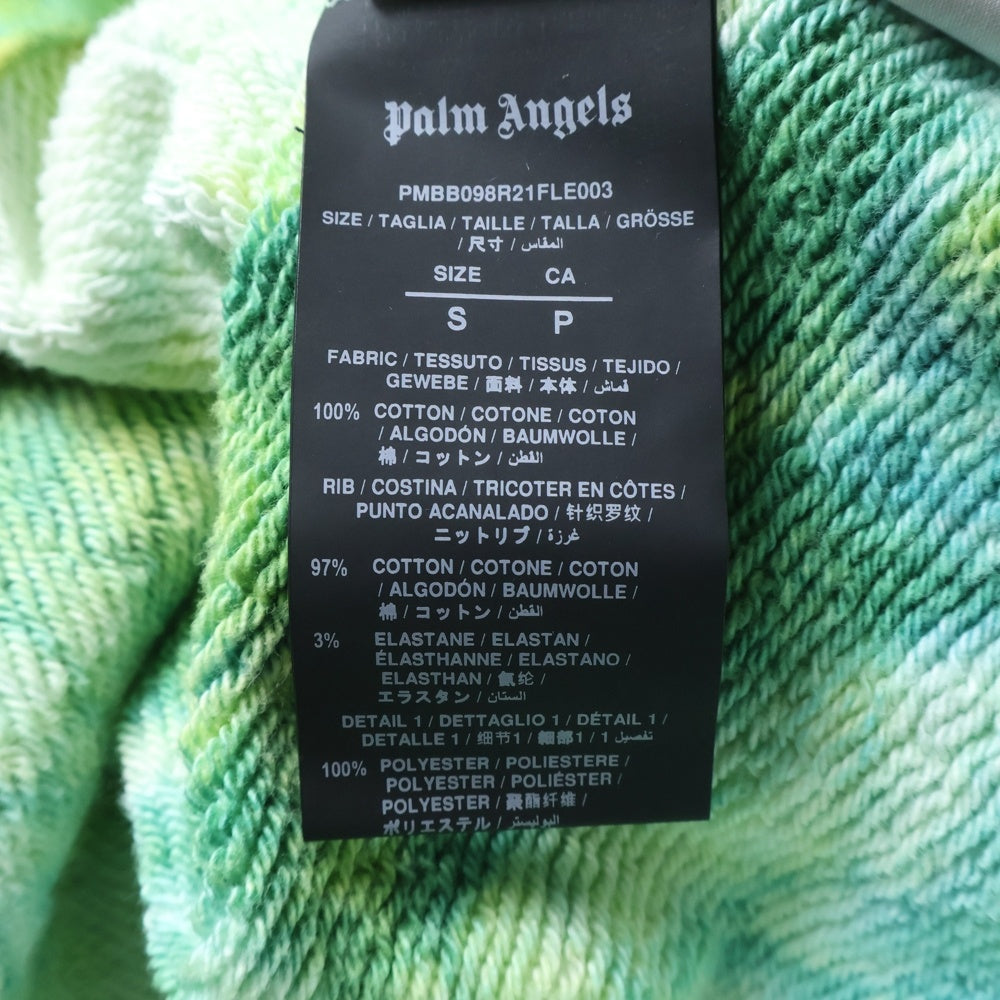 Palm Angels
PMBB098R21FLE003
SIZE / TAGLIA / TAILLE / TALLA / GRÖSSE
/ 尺寸 / المقاس
SIZE CA
S P
FABRIC / TESSUTO / TISSUS / TEJIDO /
GEWEBE / 面料 / 本体 / قماش
100% COTTON / COTONE / COTON
/ ALGODÓN / BAUMWOLLE /
棉 / コットン / القطن
RIB / COSTINA / TRICOTER EN CÔTES /
PUNTO ACANALADO / 针织罗纹 /
ニットリブ / غرزة
97% COTTON / COTONE / COTON
/ ALGODÓN / BAUMWOLLE /
棉 / コットン / القطن
3% ELASTANE / ELASTAN /
ÉLASTHANNE / ELASTANO /
ELASTHAN / 氨纶 /
エラスタン / الستان
DETAIL 1 / DETTAGLIO 1 / DÉTAIL 1 /
DETALLE 1 / 细节1 / 細部1 / تفصيل 1
100% POLYESTER / POLIESTERE /
POLYESTER / POLIÉSTER /
POLYESTER / 聚酯纤维 /
ポリエステル / البوليستر